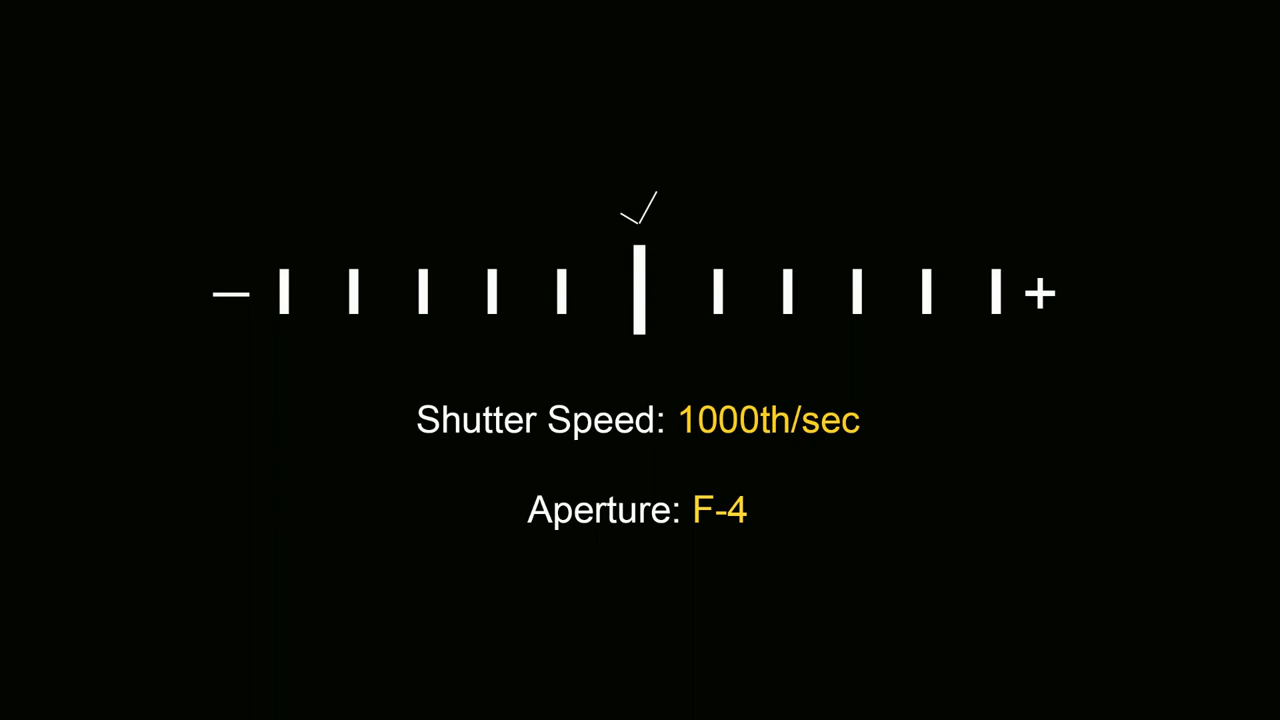 – +
Shutter Speed: 1000th/sec
Aperture: F-4